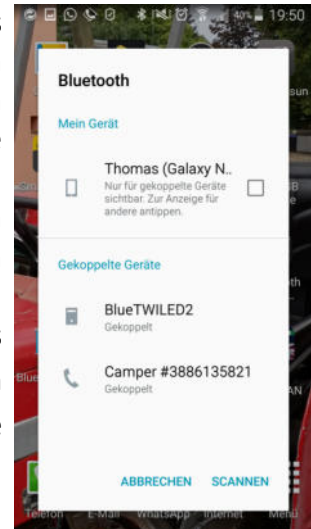 40% 19:50
Bluetooth
Mein Gerät
Thomas (Galaxy N..
Nur für gekoppelte Geräte
sichtbar. Zur Anzeige für
andere antippen.
Gekoppelte Geräte
BlueTWILED2
Gekoppelt
Camper #3886135821
Gekoppelt
ABBRECHEN SCANNEN
Telefon E-Mail WhatsApp Internet Menü